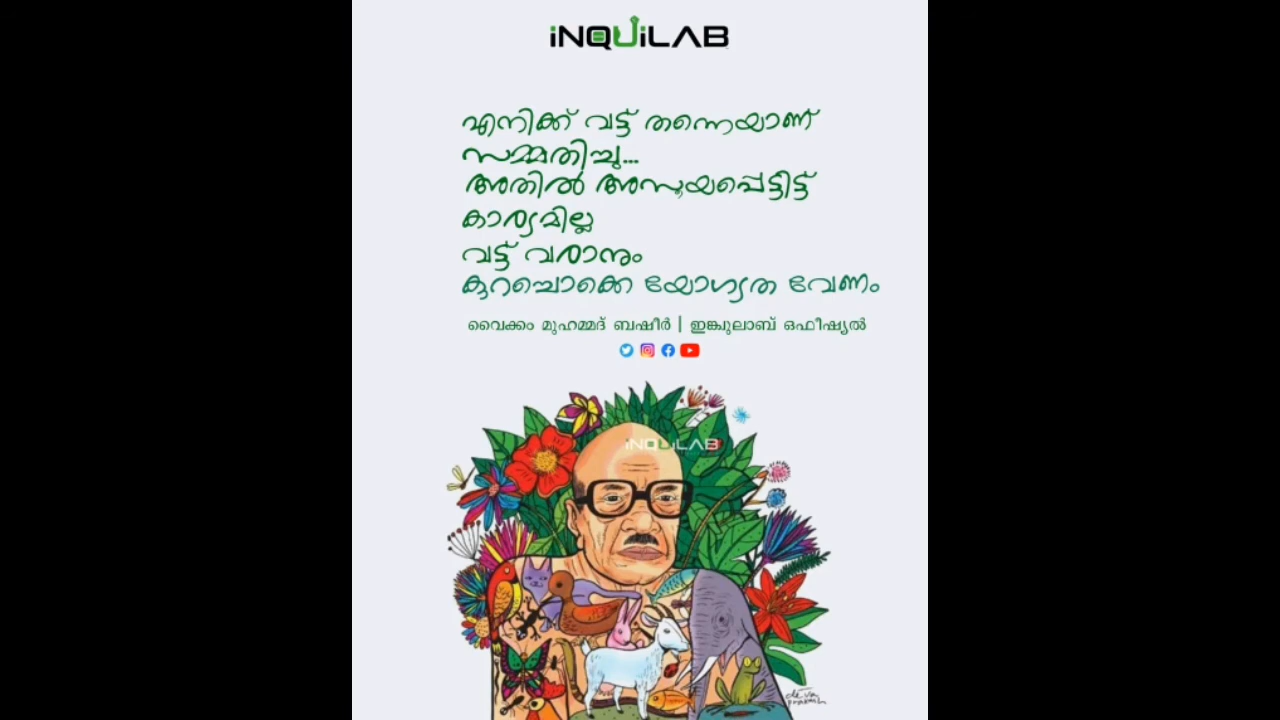 iNQUiLAB
എനിക്ക് വട്ട് തന്നെയാണ്
സമ്മതിച്ചു...
അതിൽ അസൂയപ്പെട്ടിട്ട്
കാര്യമില്ല
വട്ട് വരാനും
കുറച്ചൊക്കെ യോഗ്യത വേണം
വൈക്കം മുഹമ്മദ് ബഷീർ | ഇങ്ക്വുലാബ് ഒഫീഷ്യൽ
iNQUiLAB